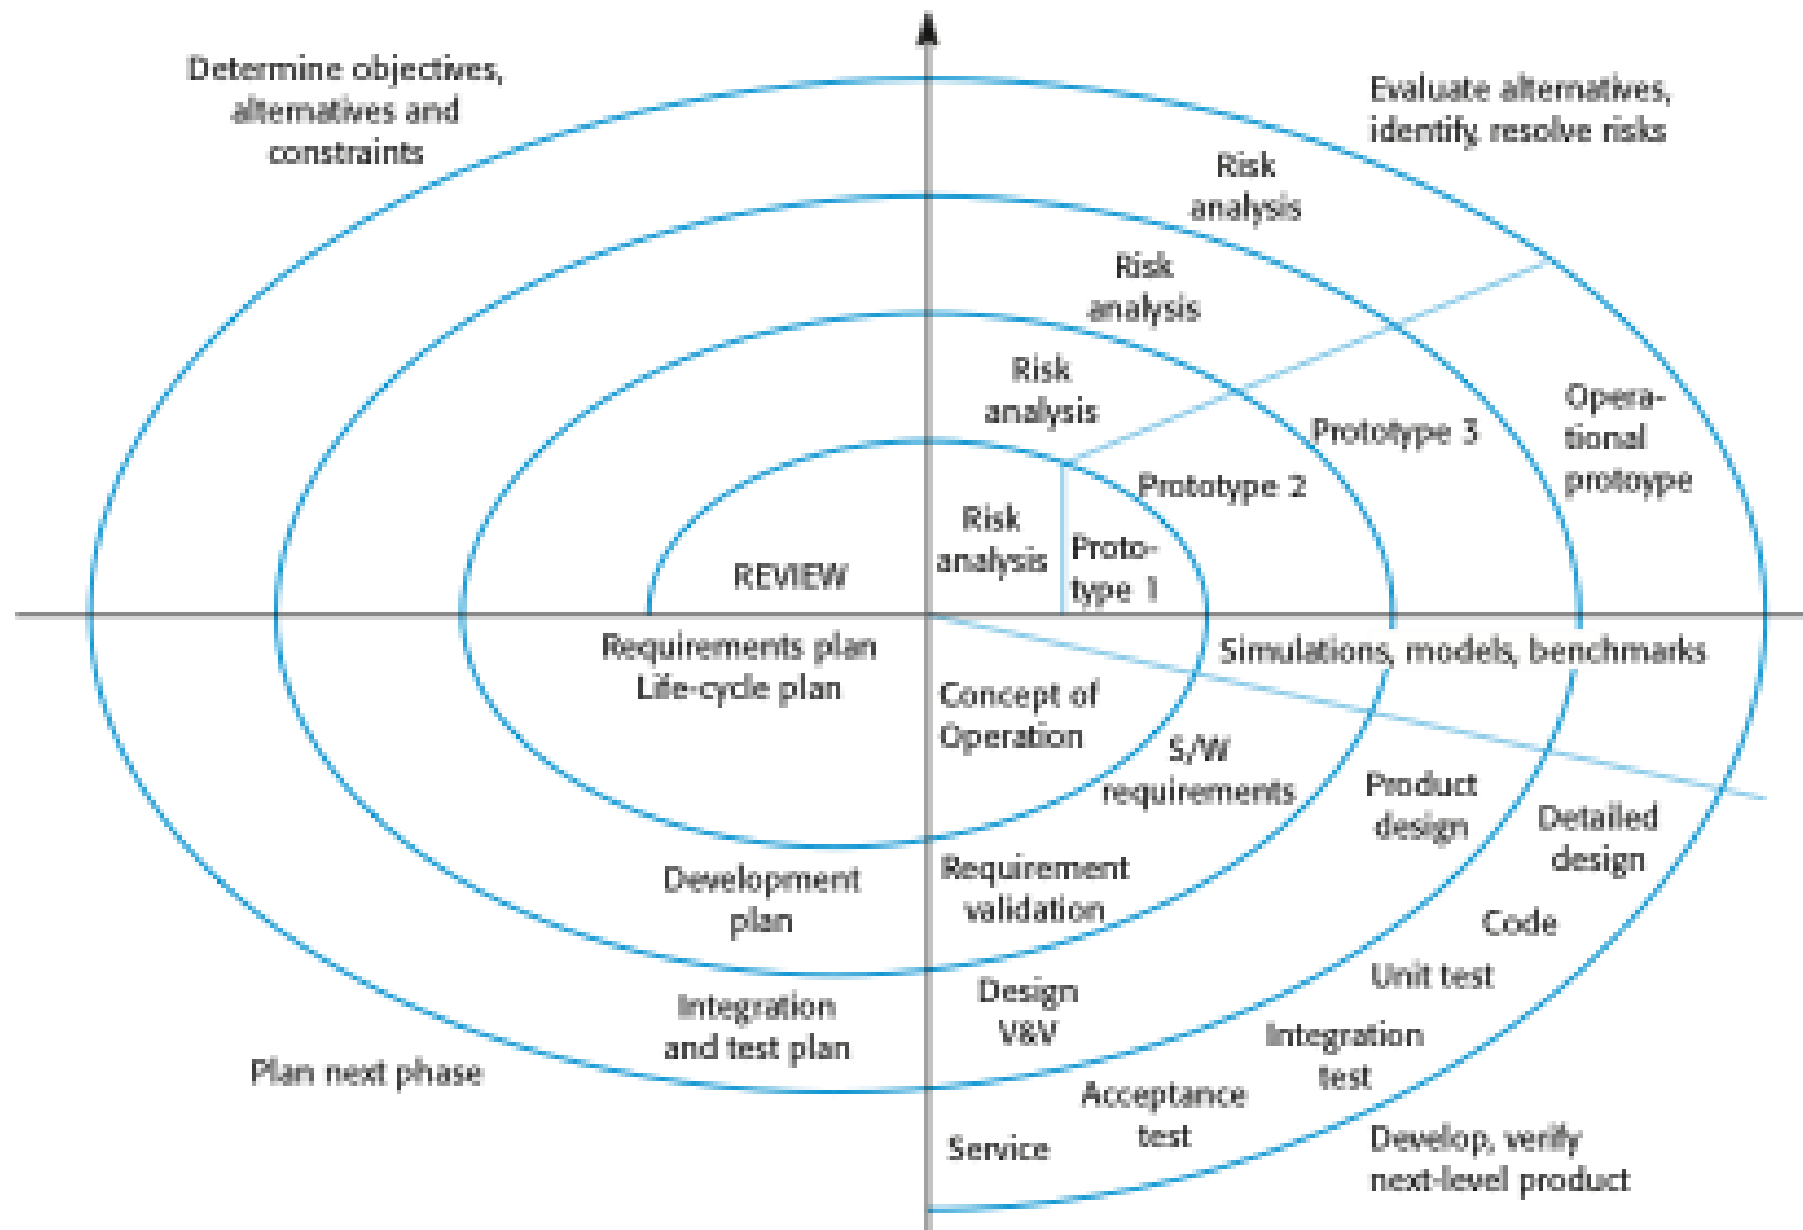 Determine objectives,
alternatives and
constraints
Evaluate alternatives,
identify, resolve risks
Risk
analysis
Risk
analysis
Risk
analysis
Opera-
tional
protoype
Prototype 3
Prototype 2
Risk
analysis
Proto-
type 1
REVIEW
Requirements plan
Life-cycle plan
Simulations, models, benchmarks
Concept of
Operation
S/W
requirements
Product
design
Detailed
design
Development
plan
Requirement
validation
Code
Unit test
Integration
and test plan
Design
V&V
Integration
test
Plan next phase
Acceptance
test
Service
Develop, verify
next-level product